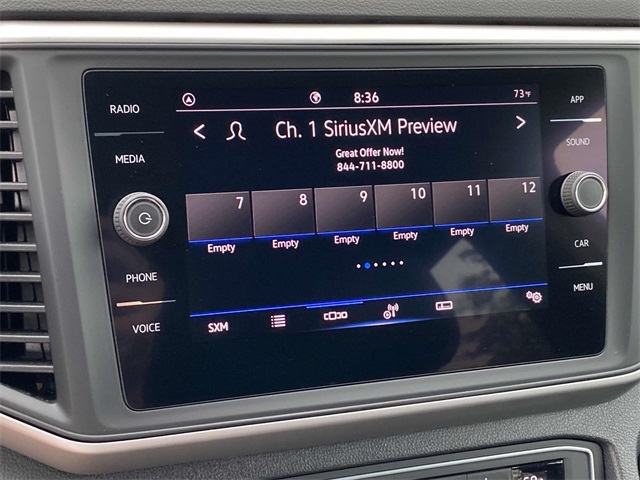 RADIO
MEDIA
PHONE
VOICE
8:36
73°F
Ch. 1 SiriusXM Preview
Great Offer Now!
844-711-8800
7 8 9 10 11 12
Empty Empty Empty Empty Empty Empty
SXM
APP
SOUND
CAR
MENU